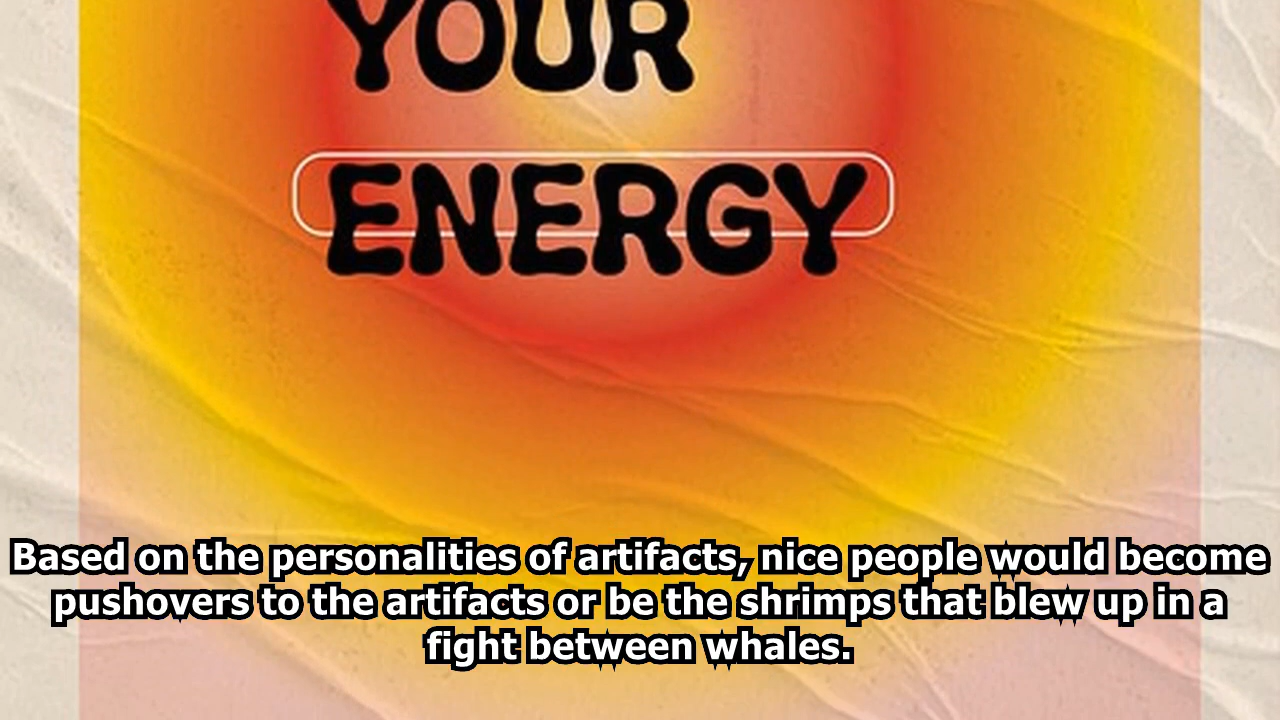 YOUR
ENERGY
Based on the personalities of artifacts, nice people would become
pushovers to the artifacts or be the shrimps that blew up in a
fight between whales.